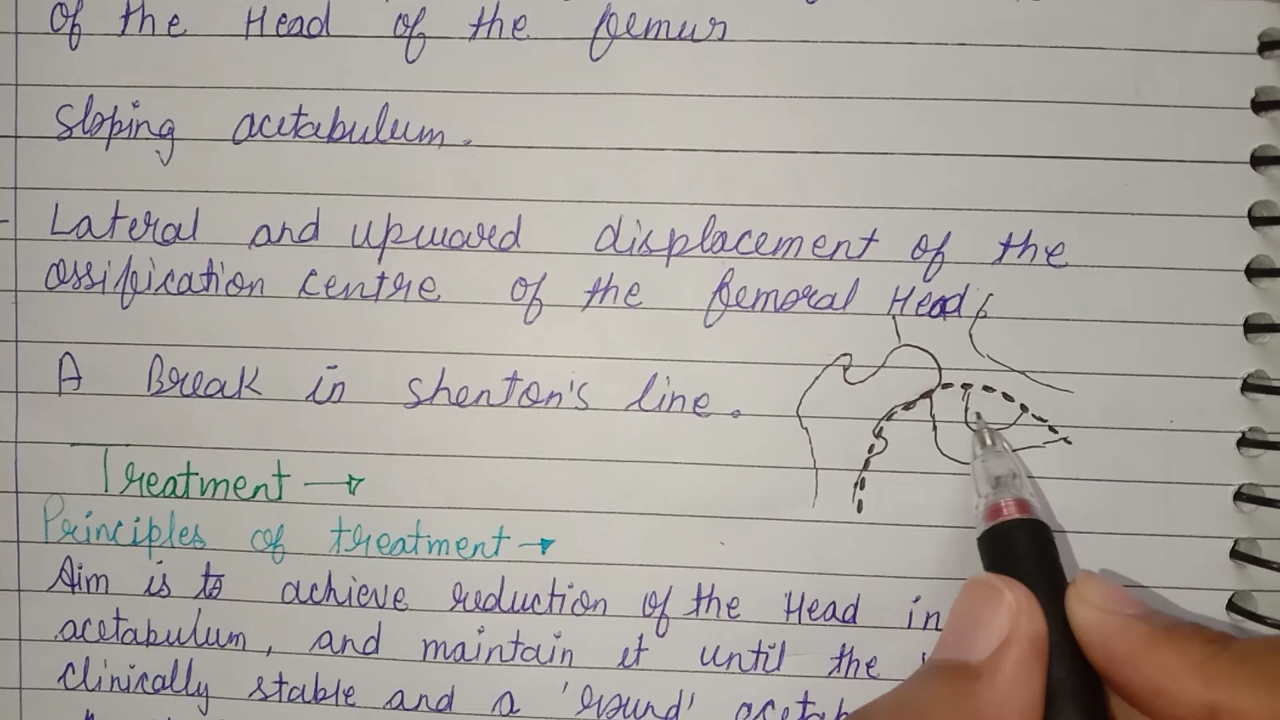 of the Head of the femur
sloping acetabulum.
Lateral and upward displacement of the
ossification centre of the femoral Head
A Break in shenton's line.
Treatment →
Principles of treatment →
Aim is to achieve reduction of the Head in
acetabulum, and maintain it until the
clinically stable and a 'round' acetab